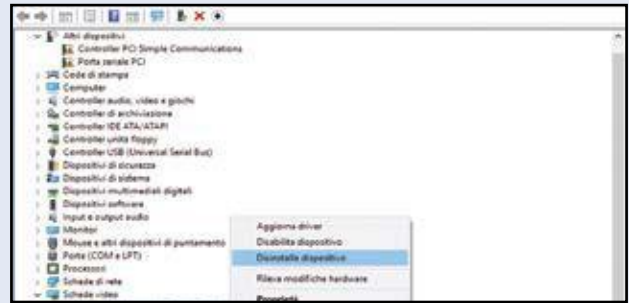 Altri dispositivi
Controller PCI Simple Communications
Porta seriale PCI
Code di stampa
Computer
Controller audio, video e giochi
Controller di archiviazione
Controller IDE ATA/ATAPI
Controller unità floppy
Controller USB (Universal Serial Bus)
Dispositivi di sicurezza
Dispositivi di sistema
Dispositivi multimediali digitali
Dispositivi software
Input e output audio
Monitor
Mouse e altri dispositivi di puntamento
Porte (COM e LPT)
Processori
Schede di rete
Schede video
Aggiorna driver
Disabilita dispositivo
Disinstalla dispositivo
Rileva modifiche hardware
Proprietà